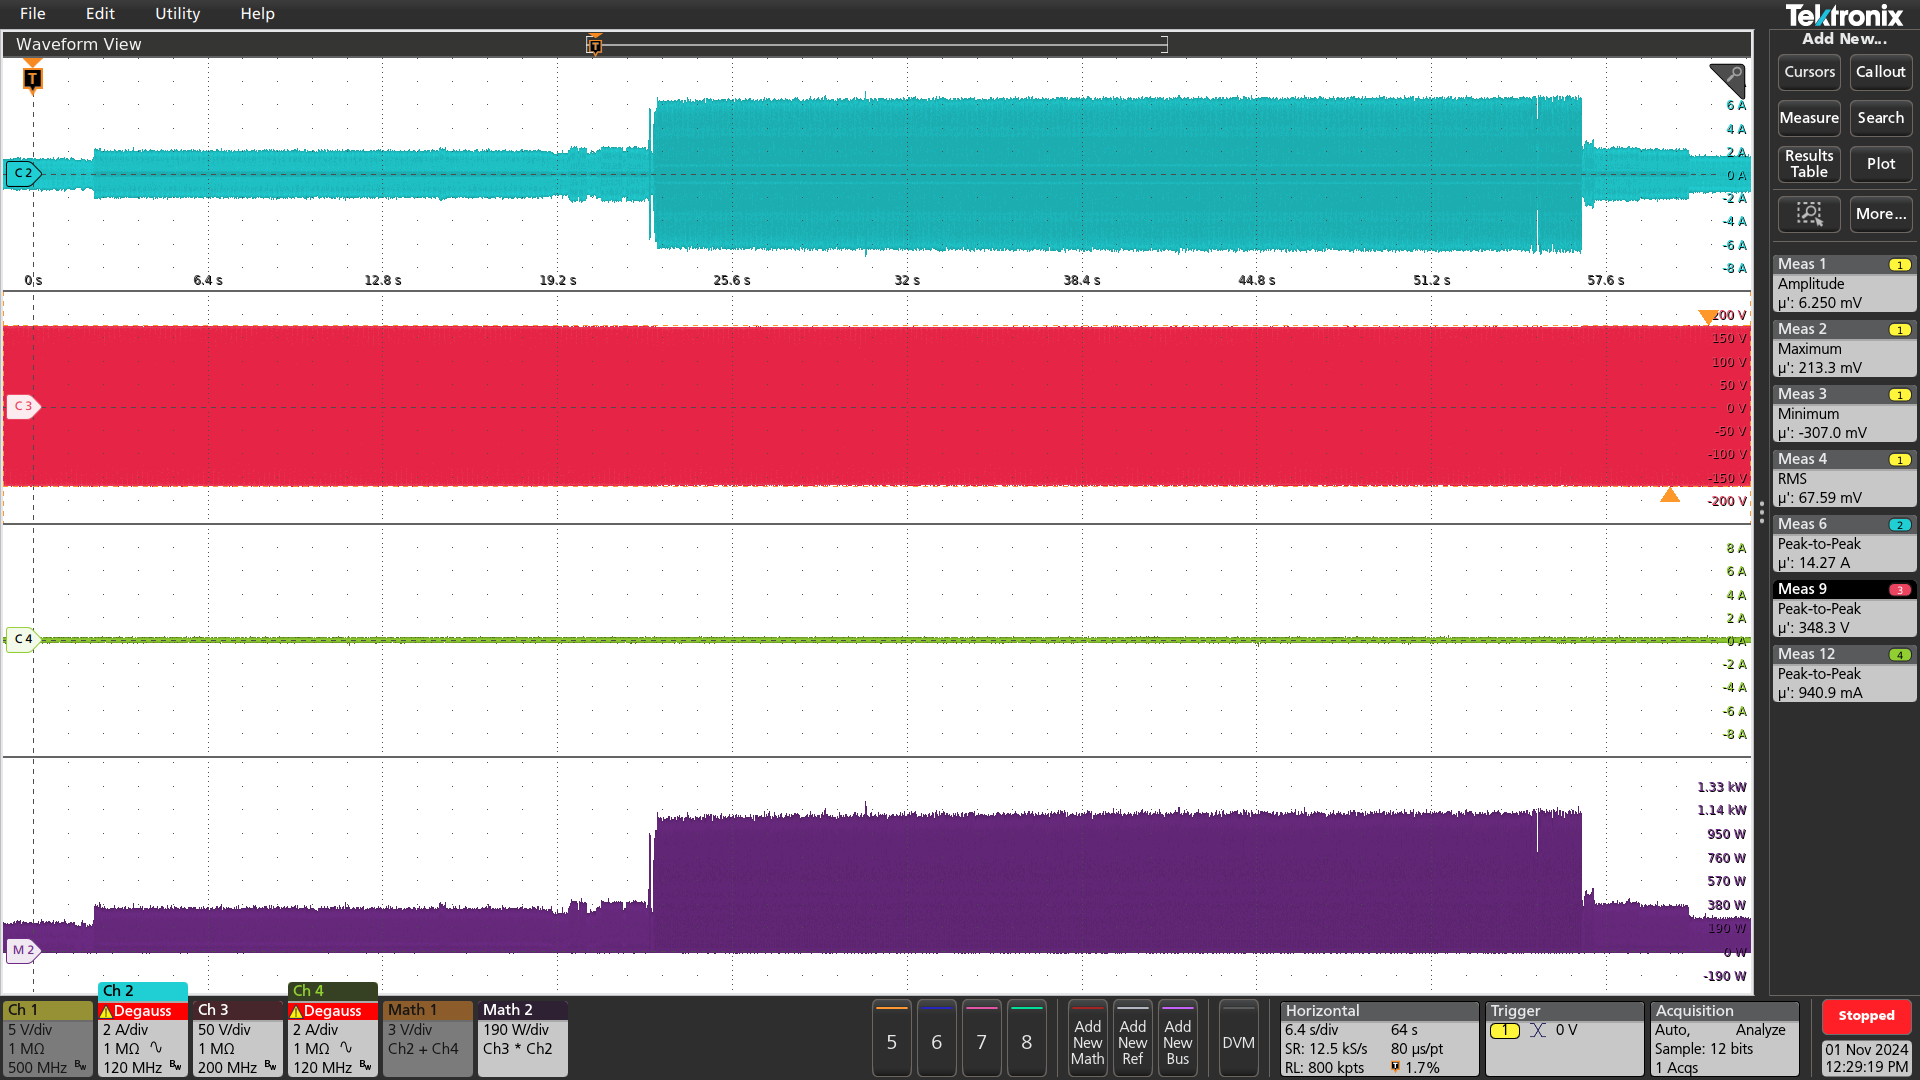 File Edit Utility Help
Tektronix
Waveform View
Add New...
T
T
Cursors Callout
Measure Search
Results Table Plot
More...
6 A
4 A
2 A
0 A
-2 A
-4 A
-6 A
-8 A
C 2
0 s 6.4 s 12.8 s 19.2 s 25.6 s 32 s 38.4 s 44.8 s 51.2 s 57.6 s
200 V
150 V
100 V
50 V
0 V
-50 V
-100 V
-150 V
-200 V
C 3
8 A
6 A
4 A
2 A
0 A
-2 A
-4 A
-6 A
-8 A
C 4
1.33 kW
1.14 kW
950 W
760 W
570 W
380 W
190 W
0 W
-190 W
M 2
Meas 1 1
Amplitude
µ': 6.250 mV
Meas 2 1
Maximum
µ': 213.3 mV
Meas 3 1
Minimum
µ': -307.0 mV
Meas 4 1
RMS
µ': 67.59 mV
Meas 6 2
Peak-to-Peak
µ': 14.27 A
Meas 9 3
Peak-to-Peak
µ': 348.3 V
Meas 12 4
Peak-to-Peak
µ': 940.9 mA
Ch 1
5 V/div
1 MΩ
500 MHz Bw
Ch 2
Degauss
2 A/div
1 MΩ
120 MHz Bw
Ch 3
50 V/div
1 MΩ
200 MHz Bw
Ch 4
Degauss
2 A/div
1 MΩ
120 MHz Bw
Math 1
3 V/div
Ch2 + Ch4
Math 2
190 W/div
Ch3 * Ch2
5 6 7 8
Add New Math
Add New Ref
Add New Bus
DVM
Horizontal
6.4 s/div 64 s
SR: 12.5 kS/s 80 µs/pt
RL: 800 kpts T 1.7%
Trigger
1 0 V
Acquisition
Auto, Analyze
Sample: 12 bits
1 Acqs
Stopped
01 Nov 2024
12:29:19 PM